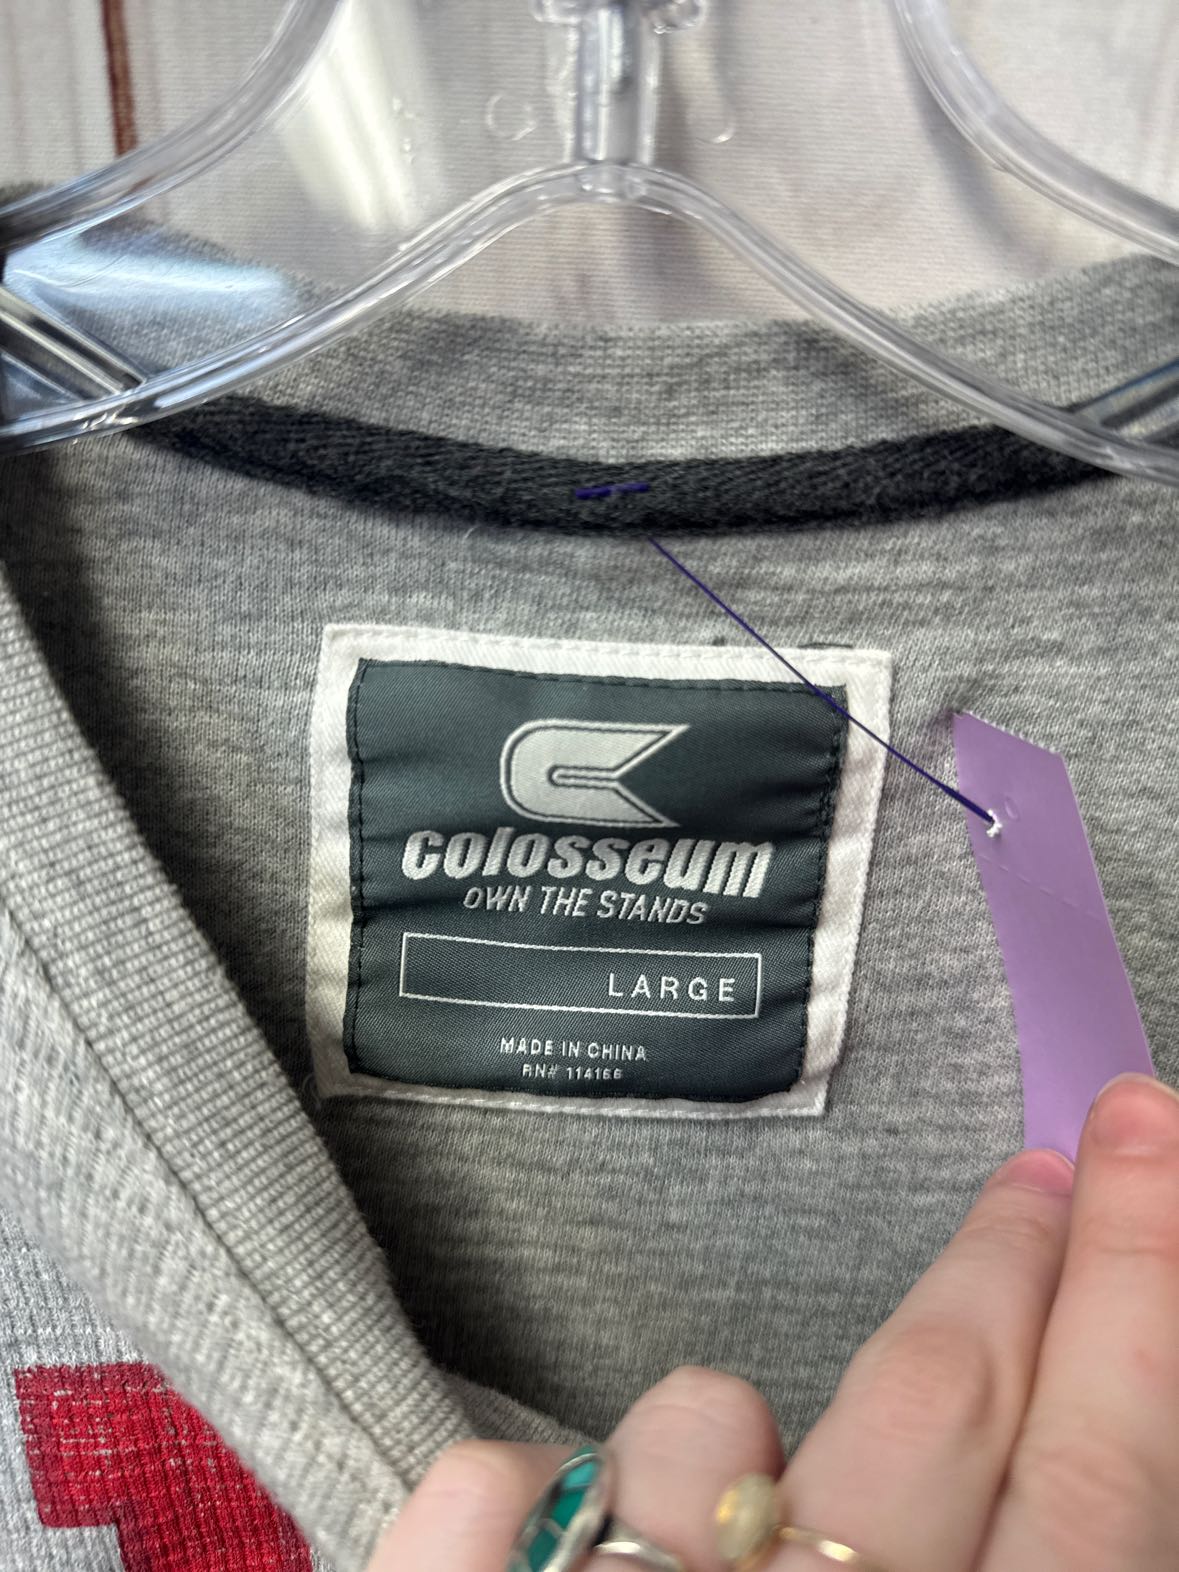 colosseum
OWN THE STANDS
LARGE
MADE IN CHINA
RN# 114166